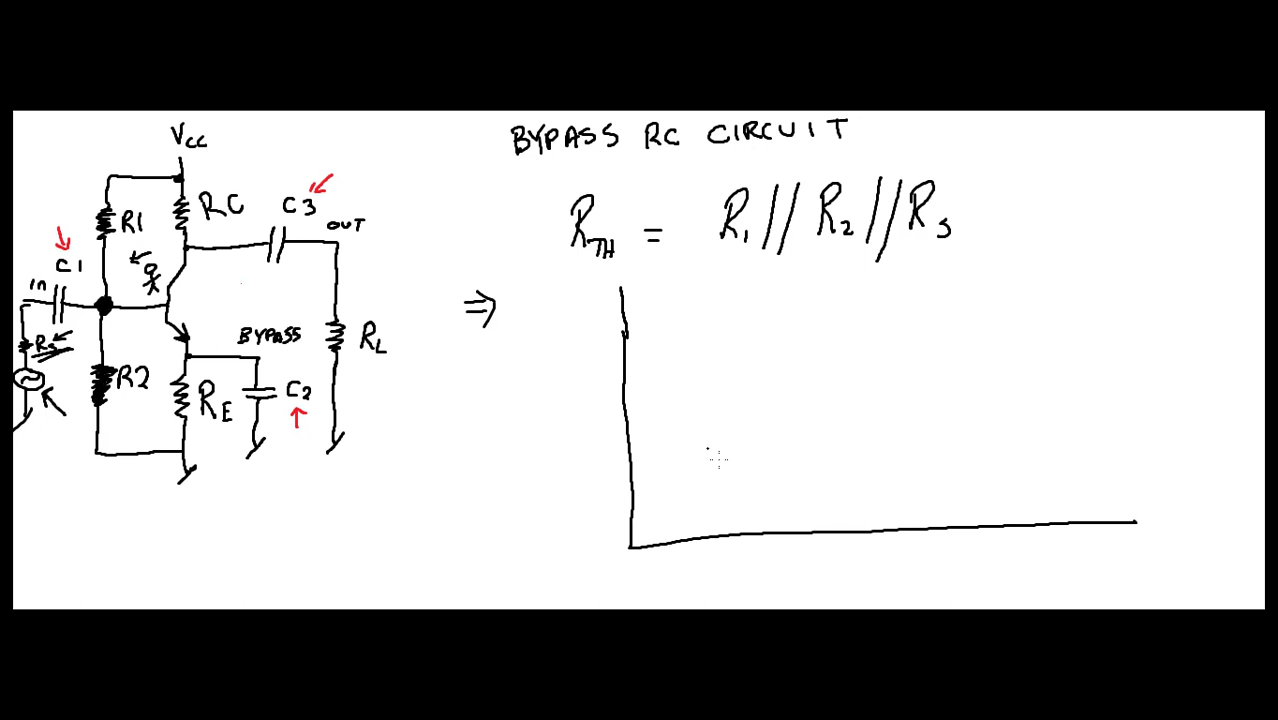 BYPASS RC CIRCUIT
VCC
R1
RC
C3
OUT
C1
in
RTH = R1 // R2 // RS
⇒
BYPASS
RL
RS
R2
RE
C2